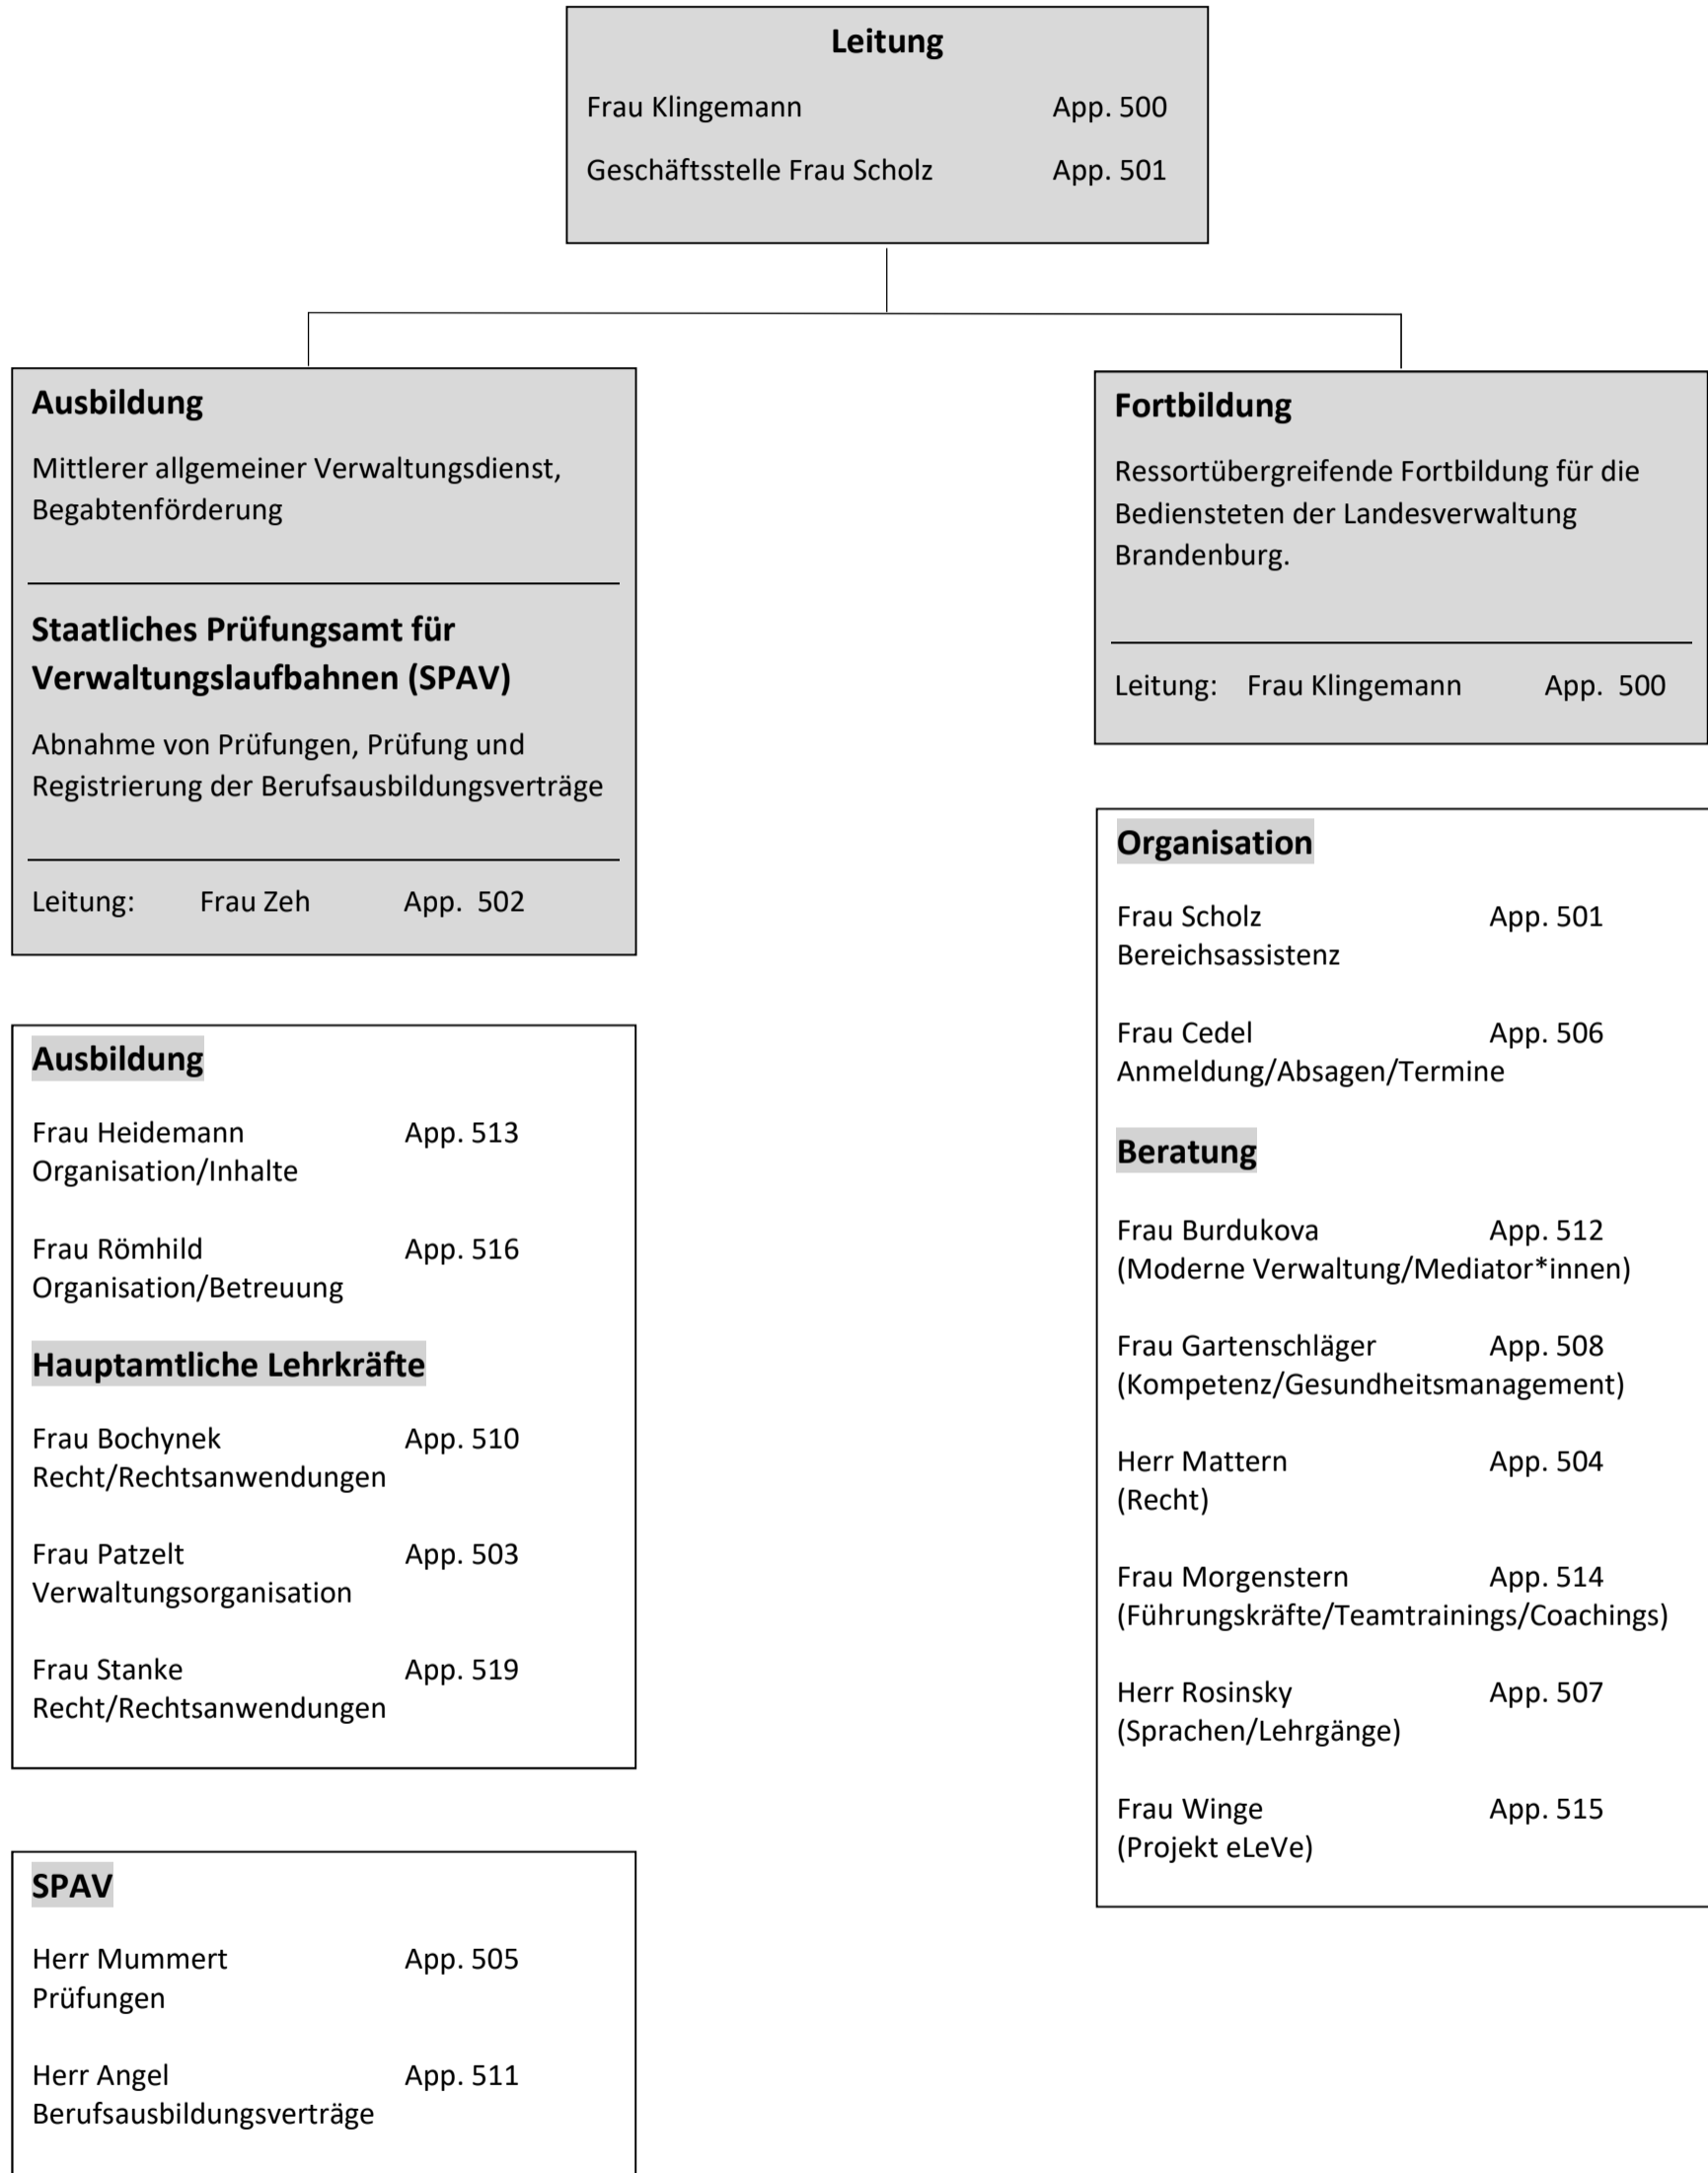 Leitung
Frau Klingemann App. 500
Geschäftsstelle Frau Scholz App. 501
Ausbildung
Mittlerer allgemeiner Verwaltungsdienst,
Begabtenförderung
Staatliches Prüfungsamt für
Verwaltungslaufbahnen (SPAV)
Abnahme von Prüfungen, Prüfung und
Registrierung der Berufsausbildungsverträge
Leitung: Frau Zeh App. 502
Ausbildung
Frau Heidemann App. 513
Organisation/Inhalte
Frau Römhild App. 516
Organisation/Betreuung
Hauptamtliche Lehrkräfte
Frau Bochynek App. 510
Recht/Rechtsanwendungen
Frau Patzelt App. 503
Verwaltungsorganisation
Frau Stanke App. 519
Recht/Rechtsanwendungen
SPAV
Herr Mummert App. 505
Prüfungen
Herr Angel App. 511
Berufsausbildungsverträge
Fortbildung
Ressortübergreifende Fortbildung für die
Bediensteten der Landesverwaltung
Brandenburg.
Leitung: Frau Klingemann App. 500
Organisation
Frau Scholz App. 501
Bereichsassistenz
Frau Cedel App. 506
Anmeldung/Absagen/Termine
Beratung
Frau Burdukova App. 512
(Moderne Verwaltung/Mediator*innen)
Frau Gartenschläger App. 508
(Kompetenz/Gesundheitsmanagement)
Herr Mattern App. 504
(Recht)
Frau Morgenstern App. 514
(Führungskräfte/Teamtrainings/Coachings)
Herr Rosinsky App. 507
(Sprachen/Lehrgänge)
Frau Winge App. 515
(Projekt eLeVe)